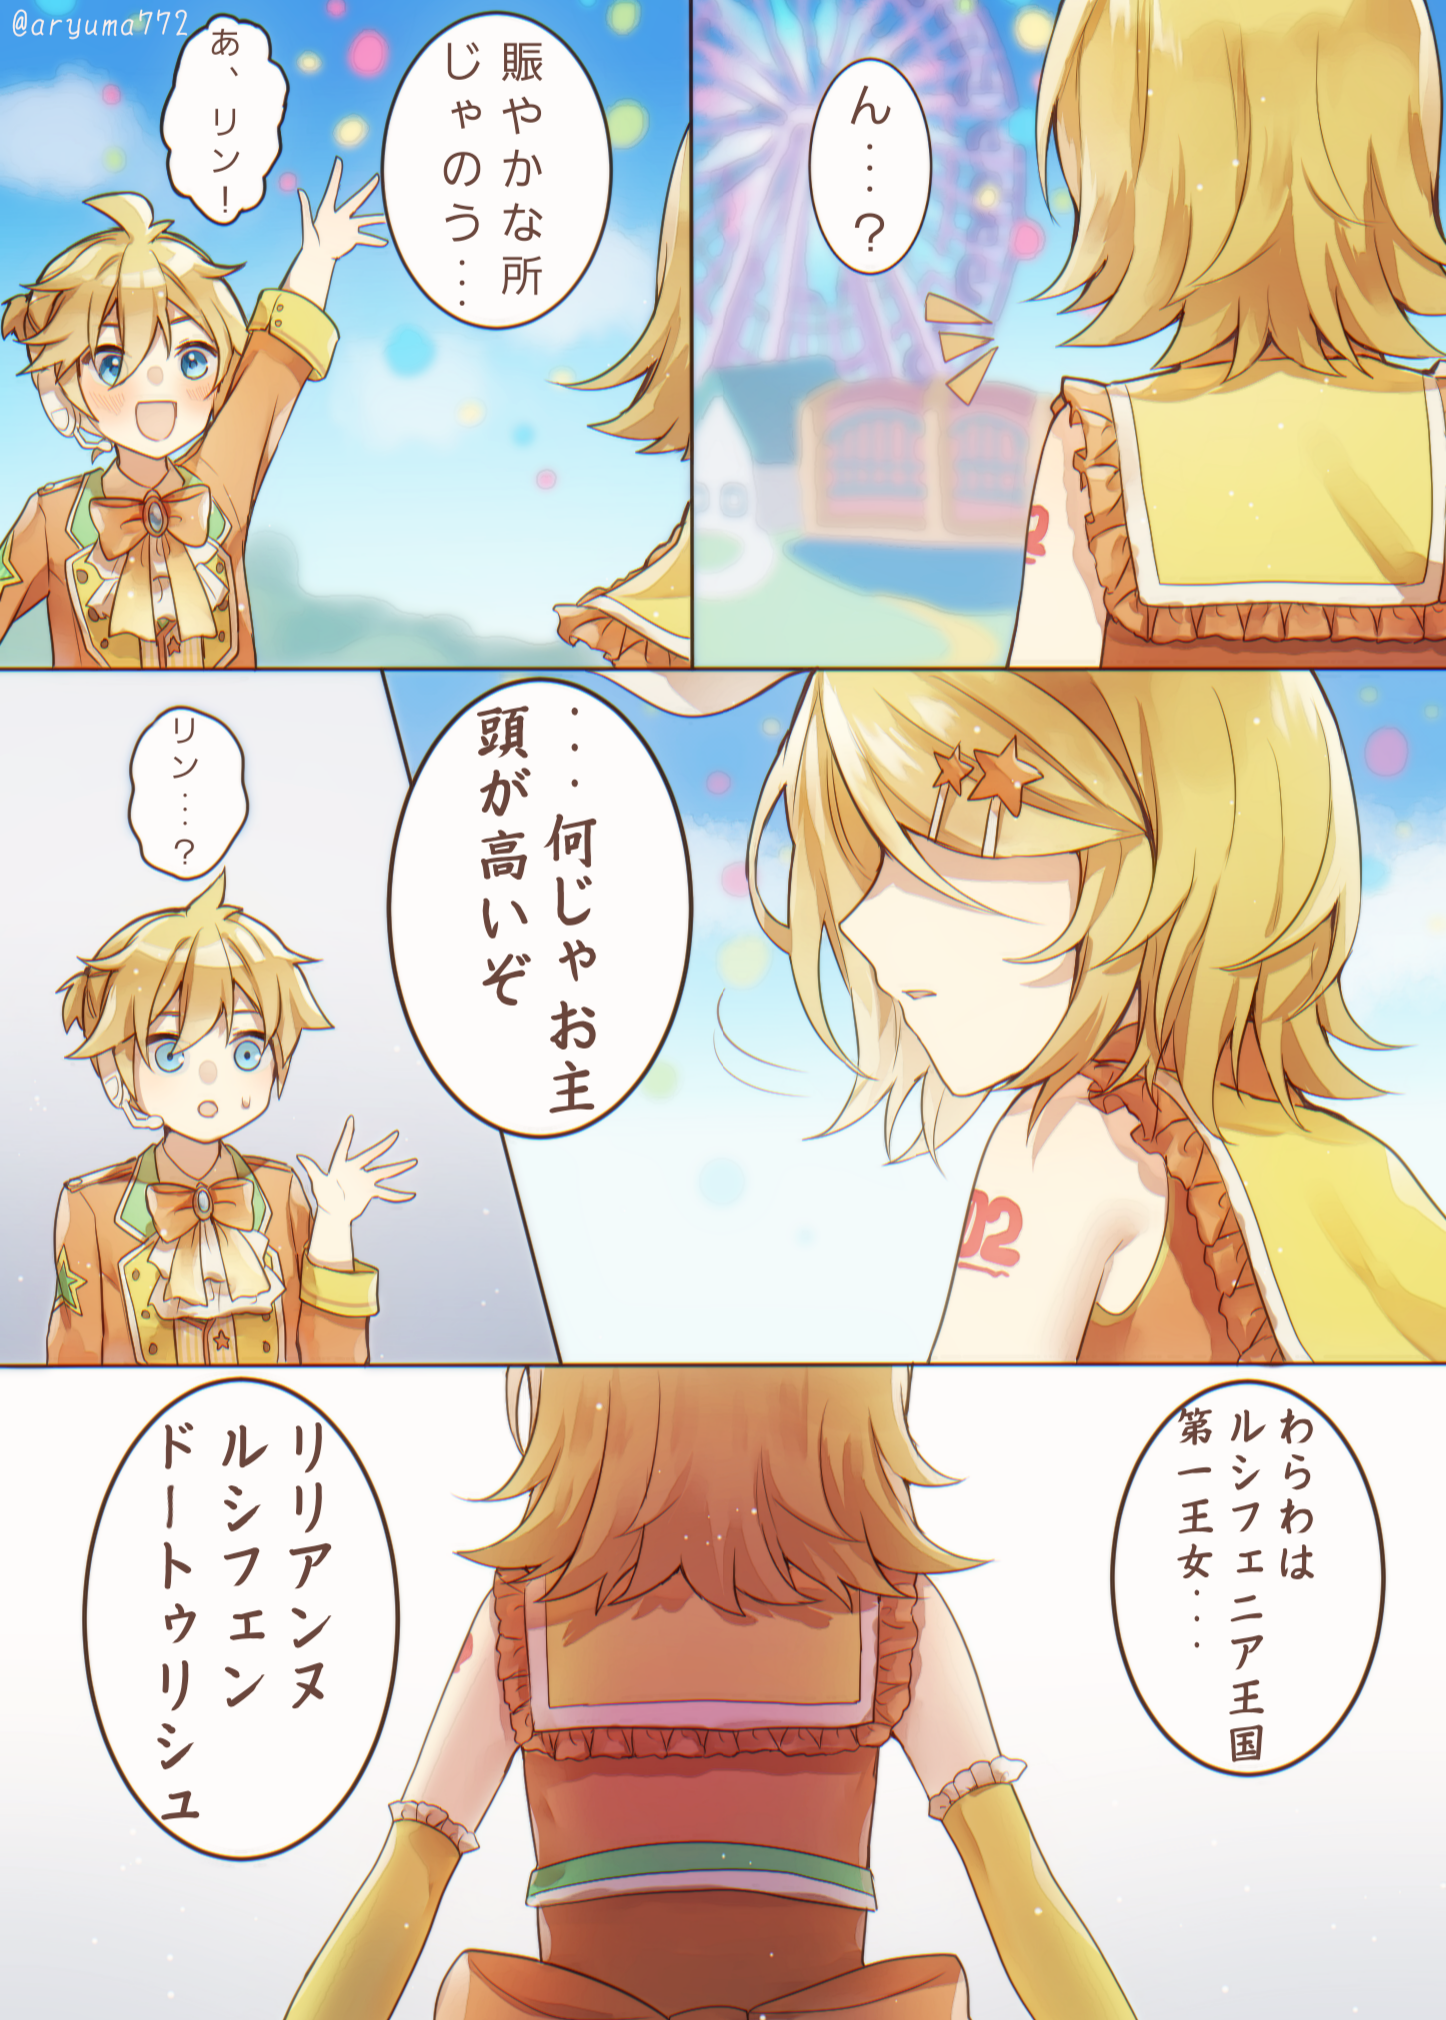 @aryuma772
ん…?
賑やかな所
じゃのう…
あ、リン!
…何じゃお主
頭が高いぞ
リン…?
02
わらわは
ルシフェニア王国
第一王女…
リリアンヌ
ルシフェン
ドートゥリシュ